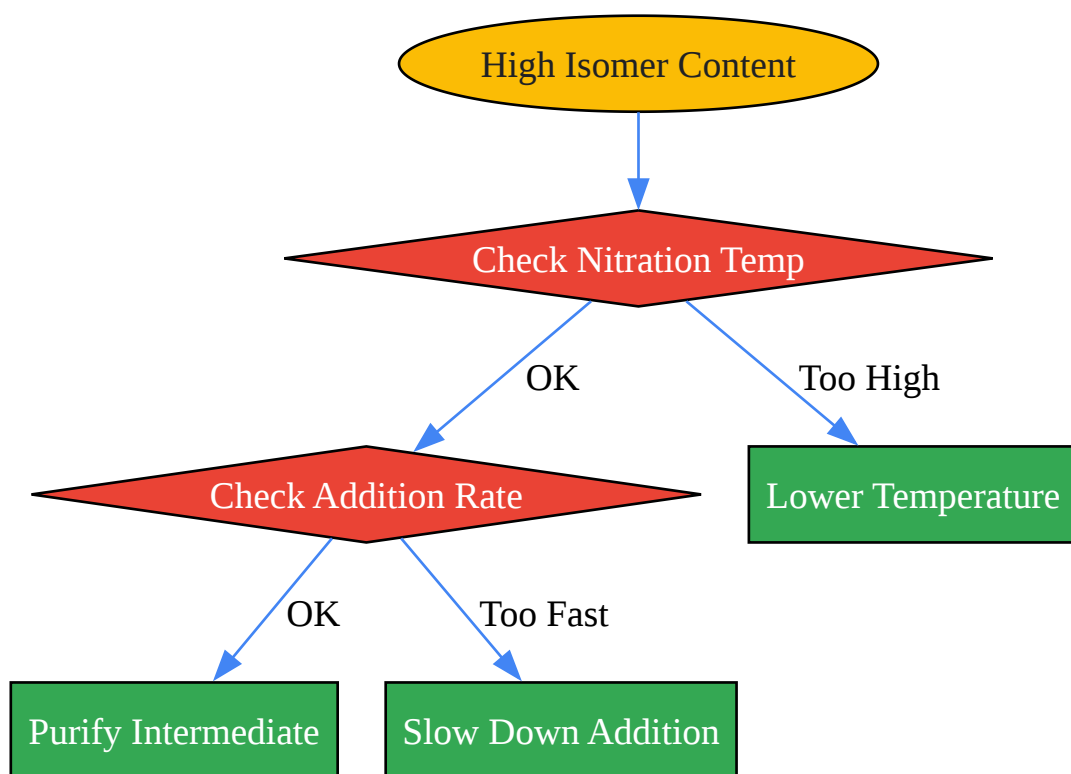 High Isomer Content
Check Nitration Temp
OK
Too High
Check Addition Rate
Lower Temperature
OK
Too Fast
Purify Intermediate
Slow Down Addition